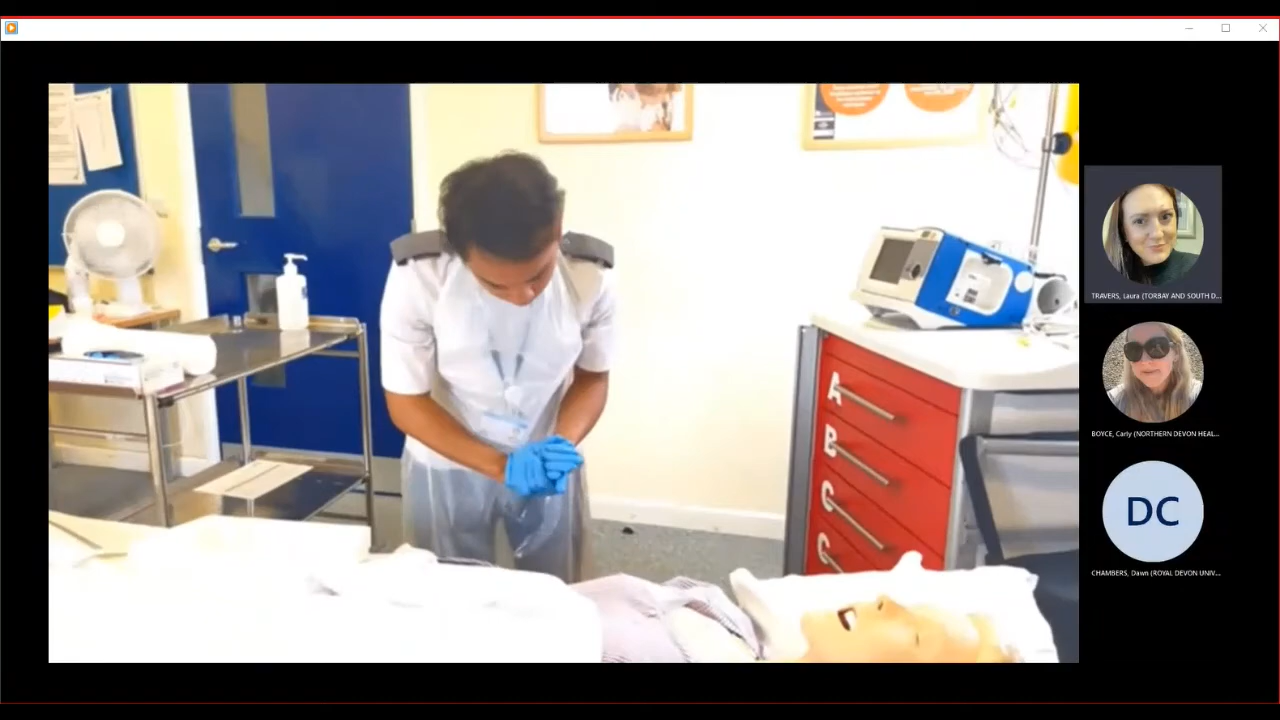 A
B
C
C
TRAVERS, Laura (TORBAY AND SOUTH D...
BOYCE, Carly (NORTHERN DEVON HEAL...
DC
CHAMBERS, Dawn (ROYAL DEVON UNIV...